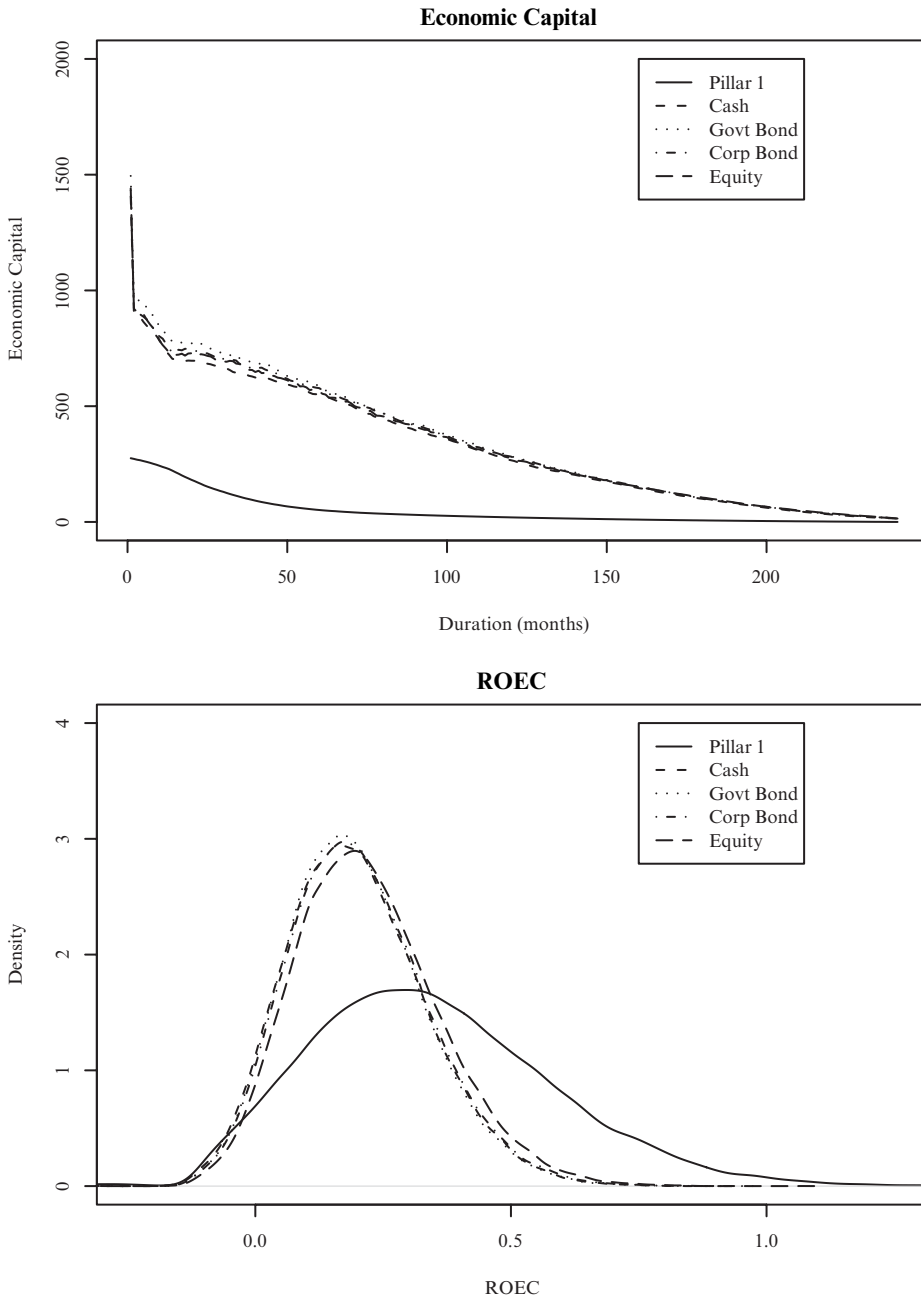 Economic Capital
Economic Capital
2000
1500
1000
500
0
Pillar 1
Cash
Govt Bond
Corp Bond
Equity
0 50 100 150 200
Duration (months)
ROEC
Density
4
3
2
1
0
Pillar 1
Cash
Govt Bond
Corp Bond
Equity
0.0 0.5 1.0
ROEC